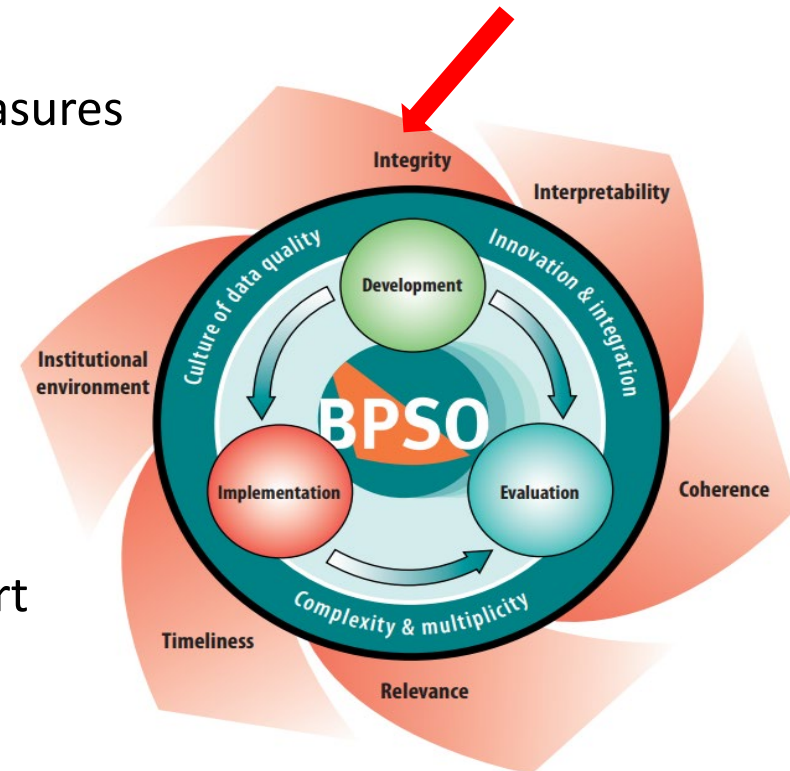 asures
Integrity
Interpretability
Culture of data quality
Innovation & integration
Development
Institutional
environment
BPSO
Implementation
Evaluation
Coherence
rt
Complexity & multiplicity
Timeliness
Relevance